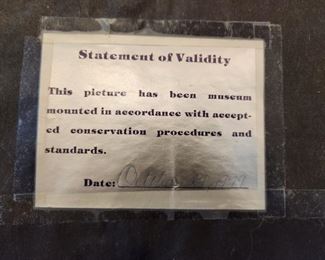 Statement of Validity
This picture has been museum
mounted in accordance with accept-
ed conservation procedures and
standards.
Date: